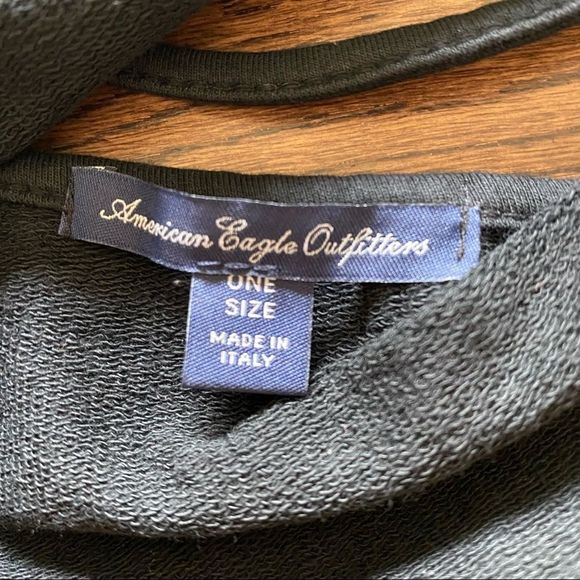 American Eagle Outfitters
ONE
SIZE
MADE IN
ITALY